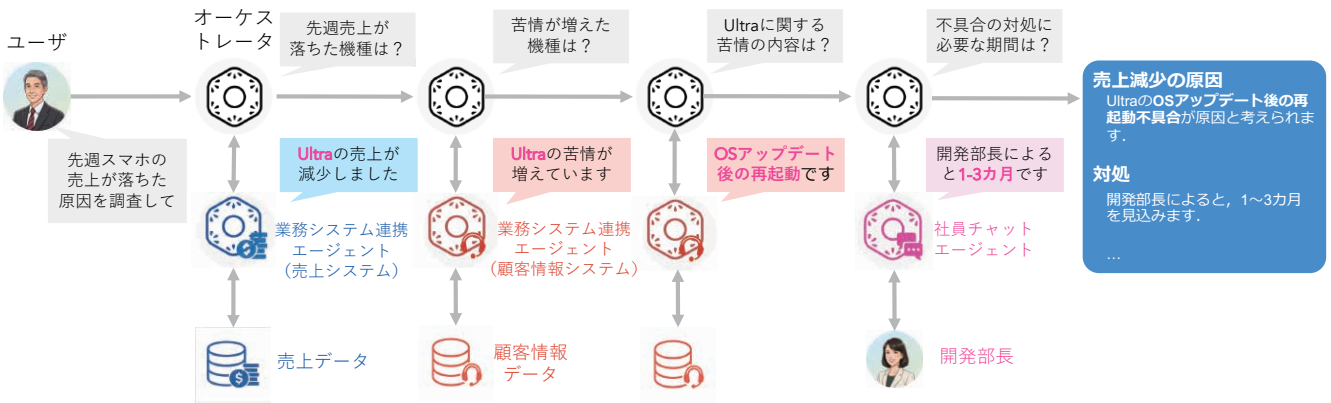 ユーザ
オーケス
トレータ
先週売上が
落ちた機種は？
苦情が増えた
機種は？
Ultraに関する
苦情の内容は？
不具合の対処に
必要な期間は？
先週スマホの
売上が落ちた
原因を調査して
Ultraの売上が
減少しました
Ultraの苦情が
増えています
OSアップデート
後の再起動です
開発部長による
と1-3カ月です
業務システム連携
エージェント
（売上システム）
業務システム連携
エージェント
（顧客情報システム）
社員チャット
エージェント
売上データ
顧客情報
データ
開発部長
売上減少の原因
UltraのOSアップデート後の再
起動不具合が原因と考えられま
す.
対処
開発部長によると，1〜3カ月
を見込みます.
…